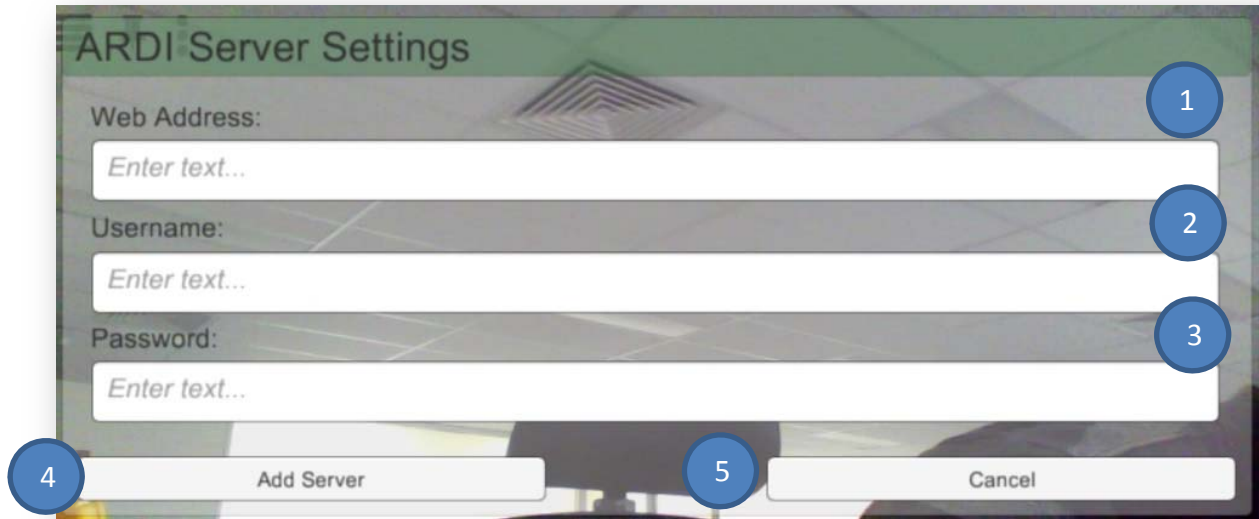 ARDI Server Settings
1
Web Address:
Enter text...
2
Username:
Enter text...
3
Password:
Enter text...
4
Add Server
5
Cancel